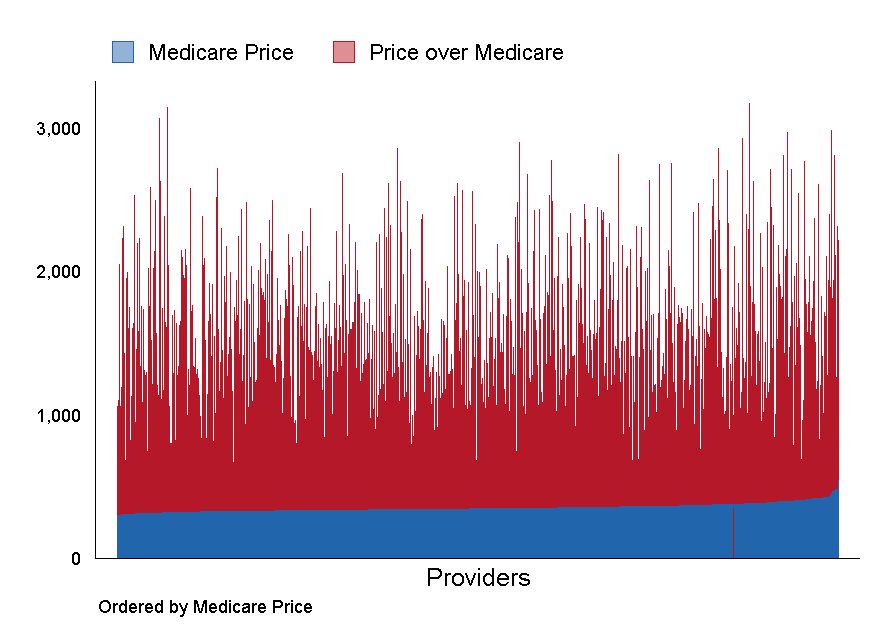 Medicare Price Price over Medicare
3,000
2,000
1,000
0
Providers
Ordered by Medicare Price